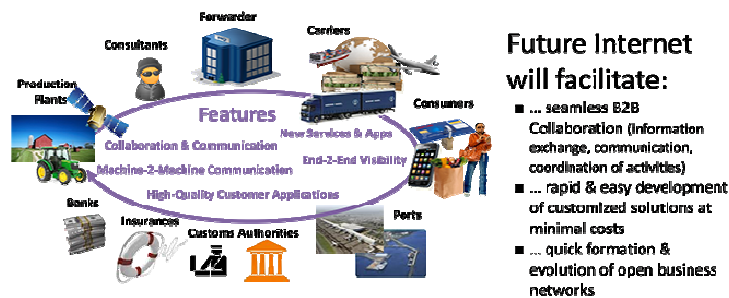 Forwarder
Consultants
Carriers
Production
Plants
Consumers
Features
New Services & Apps
Collaboration & Communication
End-2-End Visibility
Machine-2-Machine Communication
High-Quality Customer Applications
Banks
Insurances
Customs Authorities
Ports
Future Internet
will facilitate:
■ ... seamless B2B
Collaboration (information
exchange, communication,
coordination of activities)
■ ... rapid & easy development
of customized solutions at
minimal costs
■ ... quick formation &
evolution of open business
networks